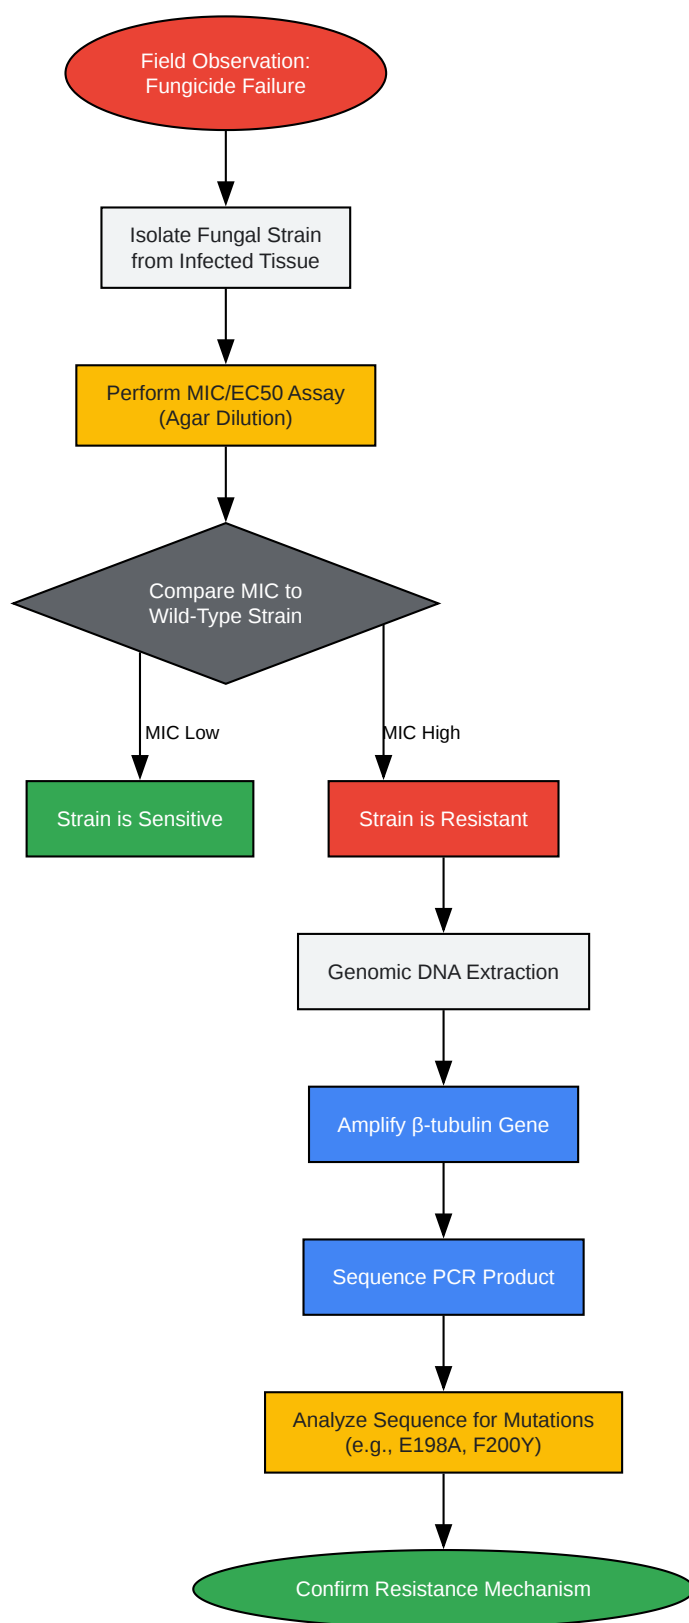 Field Observation:
Fungicide Failure
Isolate Fungal Strain
from Infected Tissue
Perform MIC/EC50 Assay
(Agar Dilution)
Compare MIC to
Wild-Type Strain
MIC Low
MIC High
Strain is Sensitive
Strain is Resistant
Genomic DNA Extraction
Amplify β-tubulin Gene
Sequence PCR Product
Analyze Sequence for Mutations
(e.g., E198A, F200Y)
Confirm Resistance Mechanism